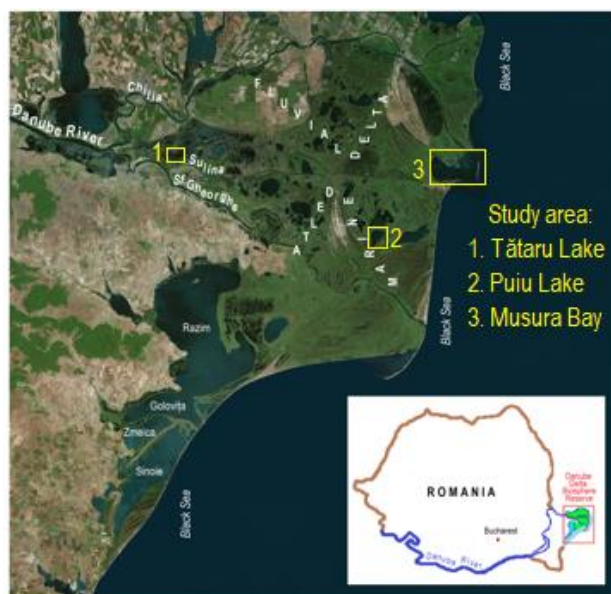 Black Sea
Chilia
FLUVIAL DELTA
Danube River
1
Sulina
Sf.Gheorghe
3
Study area:
1. Tătaru Lake
2. Puiu Lake
3. Musura Bay
MARINE DELTA
2
Black Sea
Razim
Golovița
Zmeica
Sinoie
Black Sea
ROMANIA
Danube
Delta
Biosphere
Reserve
Bucharest
Danube River